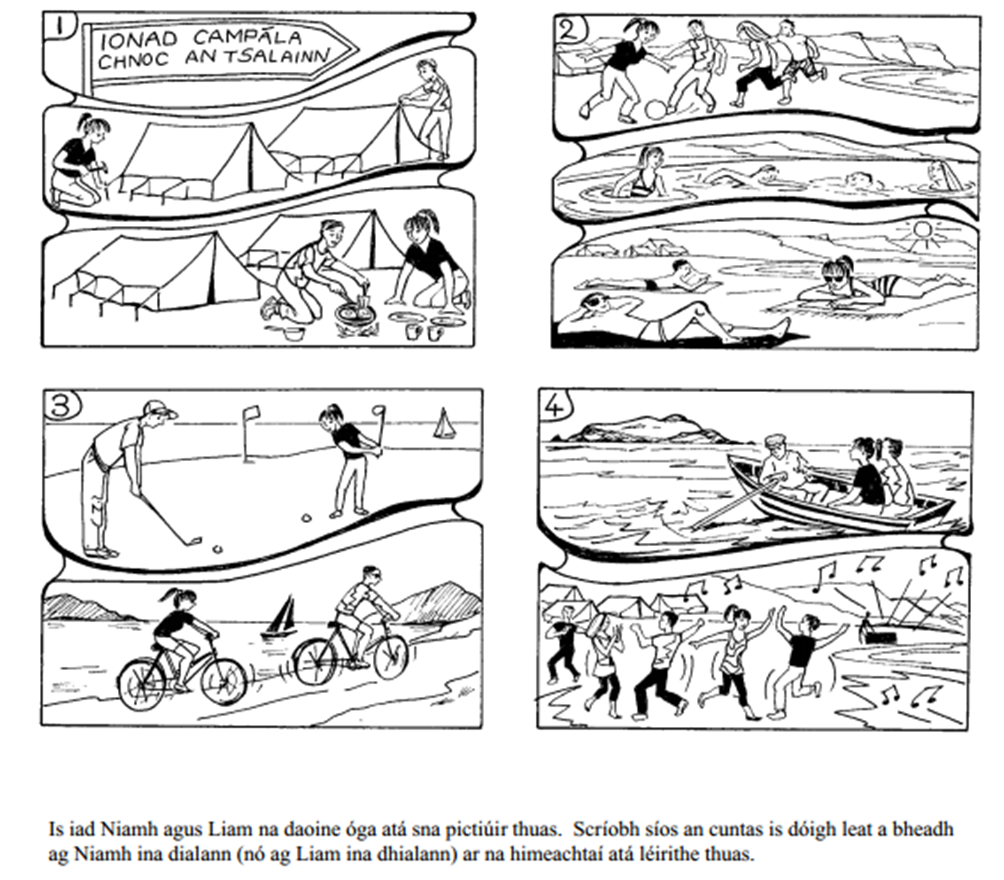 1
IONAD CAMPÁLA
CHNOC AN TSALAINN
2
3
4
Is iad Niamh agus Liam na daoine óga atá sna pictiúir thuas. Scríobh síos an cuntas is dóigh leat a bheadh
ag Niamh ina dialann (nó ag Liam ina dhialann) ar na himeachtaí atá léirithe thuas.